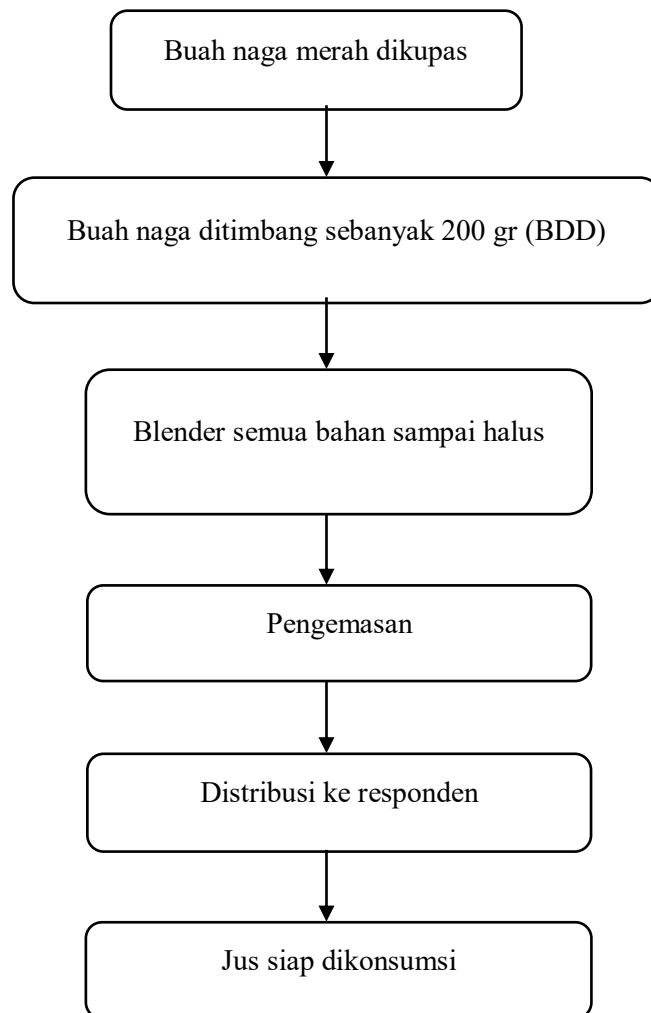 Buah naga merah dikupas
Buah naga ditimbang sebanyak 200 gr (BDD)
Blender semua bahan sampai halus
Pengemasan
Distribusi ke responden
Jus siap dikonsumsi